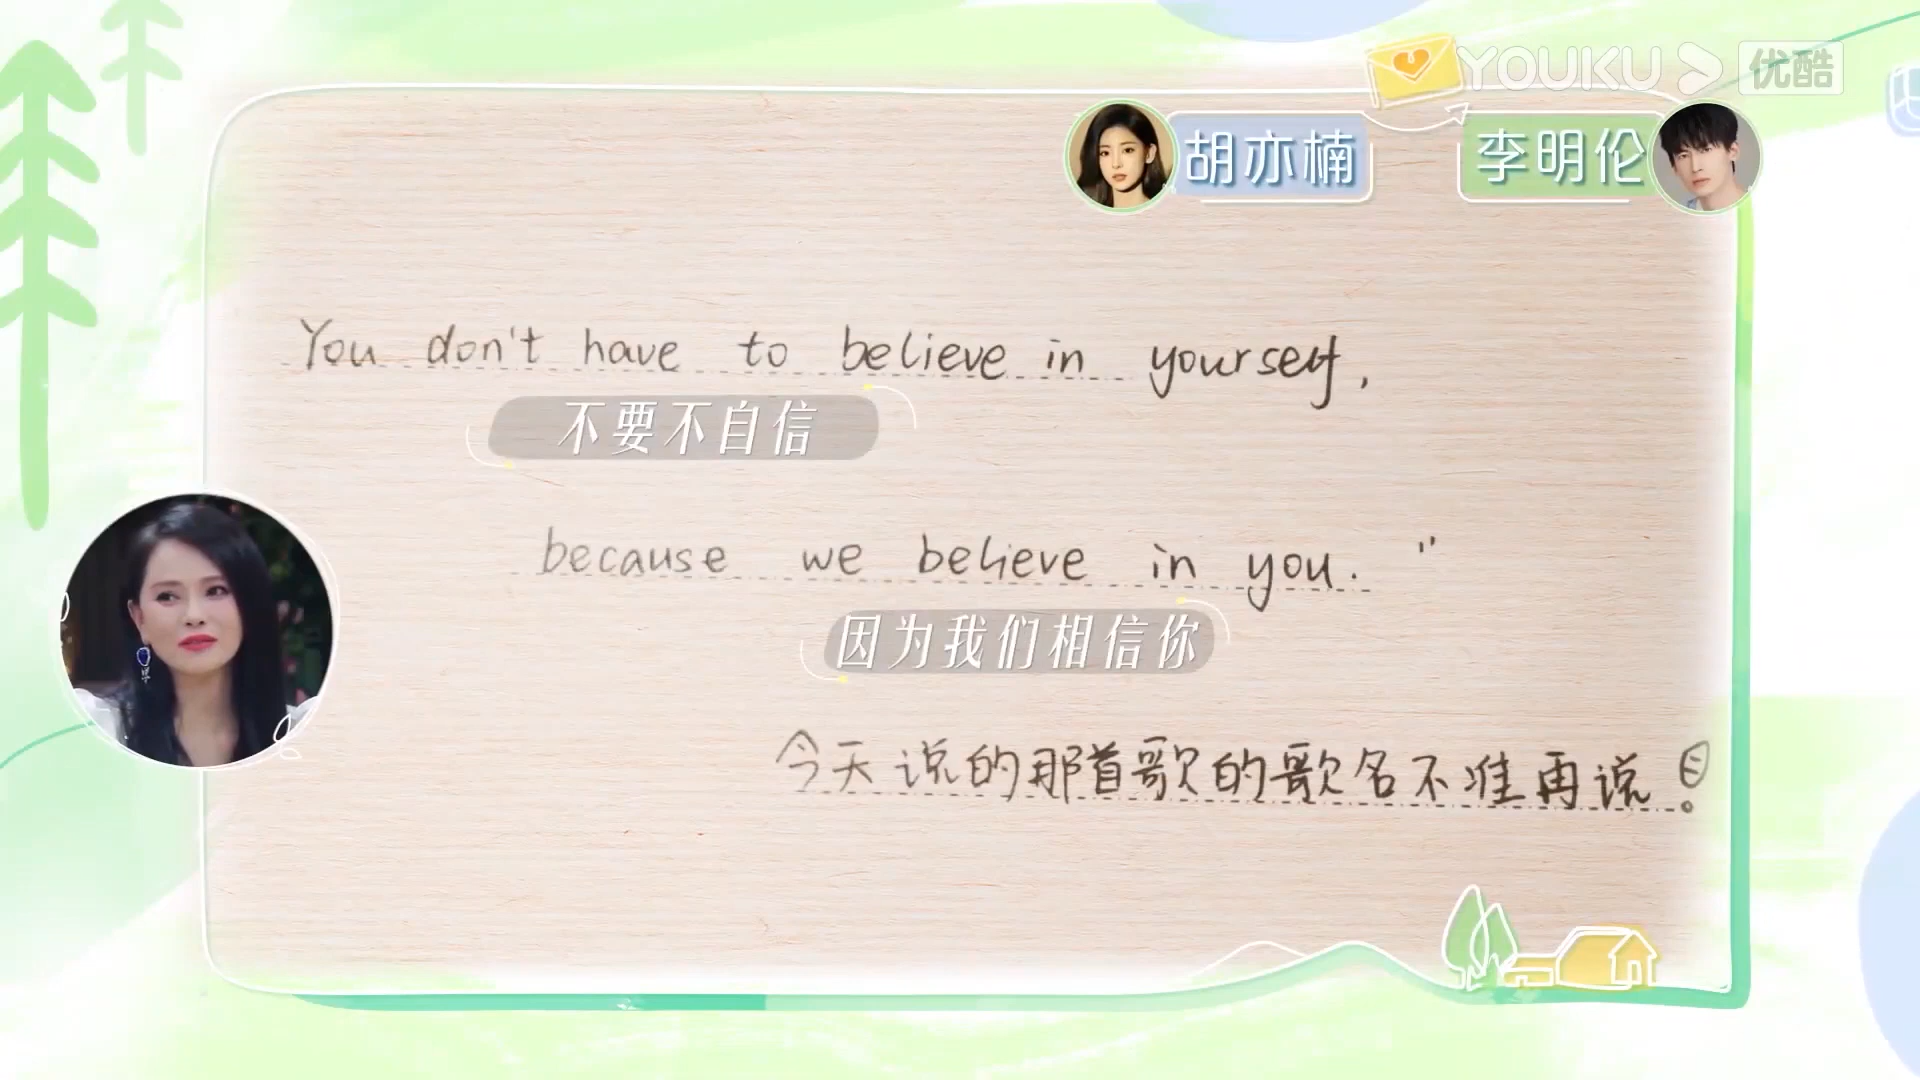 YOUKU 优酷
胡亦楠 李明伦
You don't have to believe in yourself,
不要不自信
because we believe in you. "
因为我们相信你
今天说的那首歌的歌名不准再说!